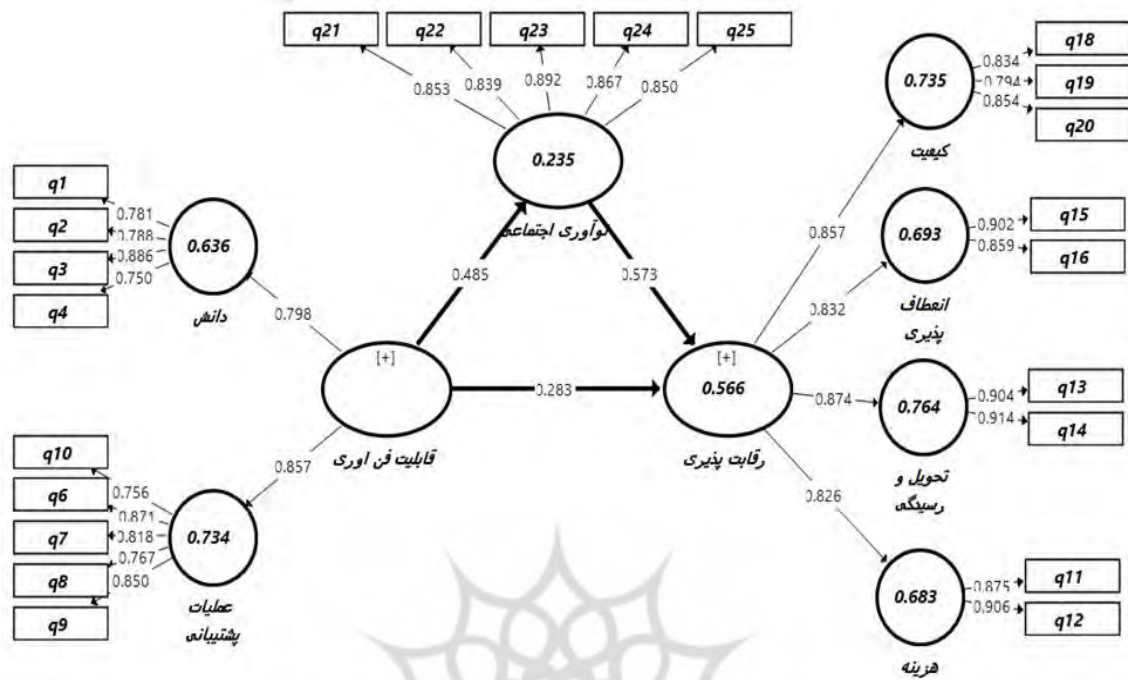 q21 q22 q23 q24 q25
0.853 0.839 0.892 0.867 0.850
0.235
نوآوری اجتماعی
q18
q19
q20
0.834
0.794
0.854
0.735
کیفیت
q1
q2
q3
q4
0.781
0.788
0.886
0.750
0.636
دانش
q15
q16
0.902
0.859
0.693
انعطاف
پذیری
0.857
0.832
0.485
0.573
0.798
[+]
قابلیت فن اوری
0.283
[+]
0.566
رقابت پذیری
0.874
q13
q14
0.904
0.914
0.764
تحویل و
رسیدگی
0.857
0.826
q10
q6
q7
q8
q9
0.756
0.871
0.818
0.767
0.850
0.734
عملیات
پشتیبانی
q11
q12
0.875
0.906
0.683
هزینه